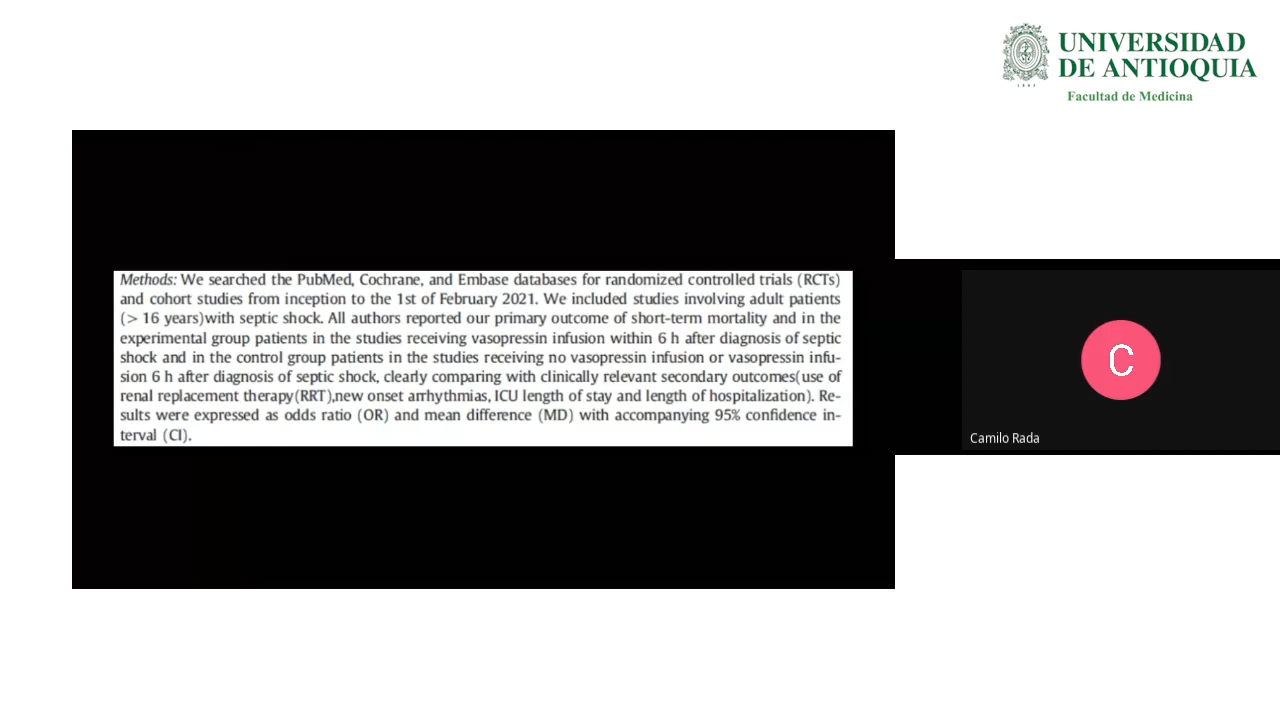 UNIVERSIDAD
DE ANTIOQUIA
1803
Facultad de Medicina
Methods: We searched the PubMed, Cochrane, and Embase databases for randomized controlled trials (RCTs)
and cohort studies from inception to the 1st of February 2021. We included studies involving adult patients
(> 16 years)with septic shock. All authors reported our primary outcome of short-term mortality and in the
experimental group patients in the studies receiving vasopressin infusion within 6 h after diagnosis of septic
shock and in the control group patients in the studies receiving no vasopressin infusion or vasopressin infu-
sion 6 h after diagnosis of septic shock, clearly comparing with clinically relevant secondary outcomes(use of
renal replacement therapy(RRT),new onset arrhythmias, ICU length of stay and length of hospitalization). Re-
sults were expressed as odds ratio (OR) and mean difference (MD) with accompanying 95% confidence in-
terval (CI).
C
Camilo Rada